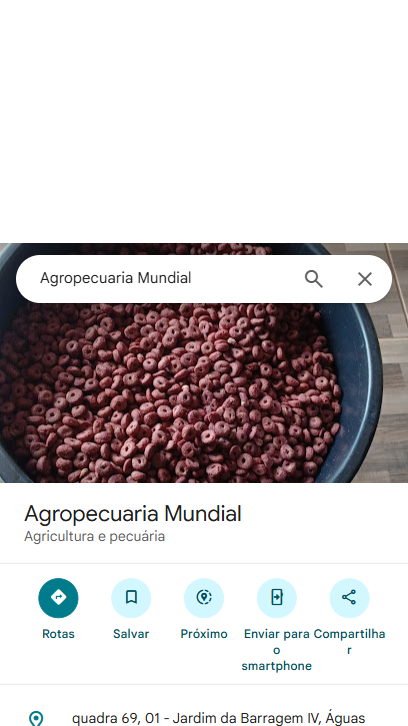 Agropecuaria Mundial
Agropecuaria Mundial
Agricultura e pecuária
Rotas
Salvar
Próximo
Enviar para
o
smartphone
Compartilha
r
quadra 69, 01 - Jardim da Barragem IV, Águas